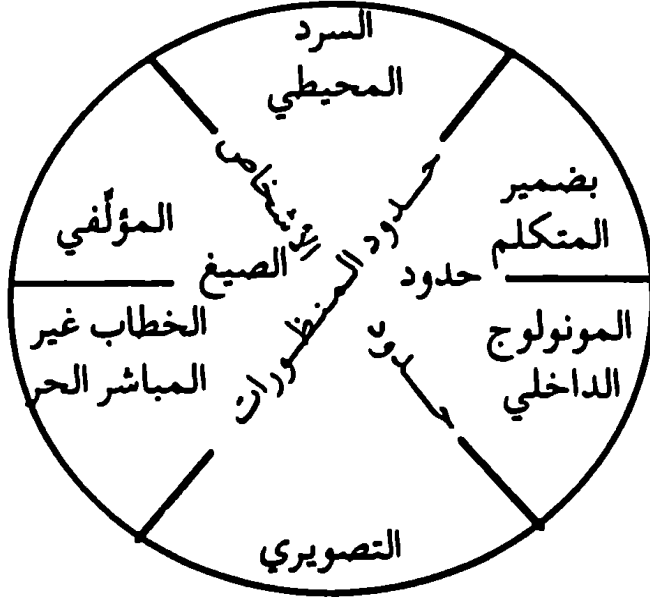 السرد
المحيطي
بضمير
المتكلم
المؤلّفي
حدود الأشخاص
حدود المنظورات
حدود الصيغ
المونولوج
الداخلي
الخطاب غير
المباشر الحر
التصويري